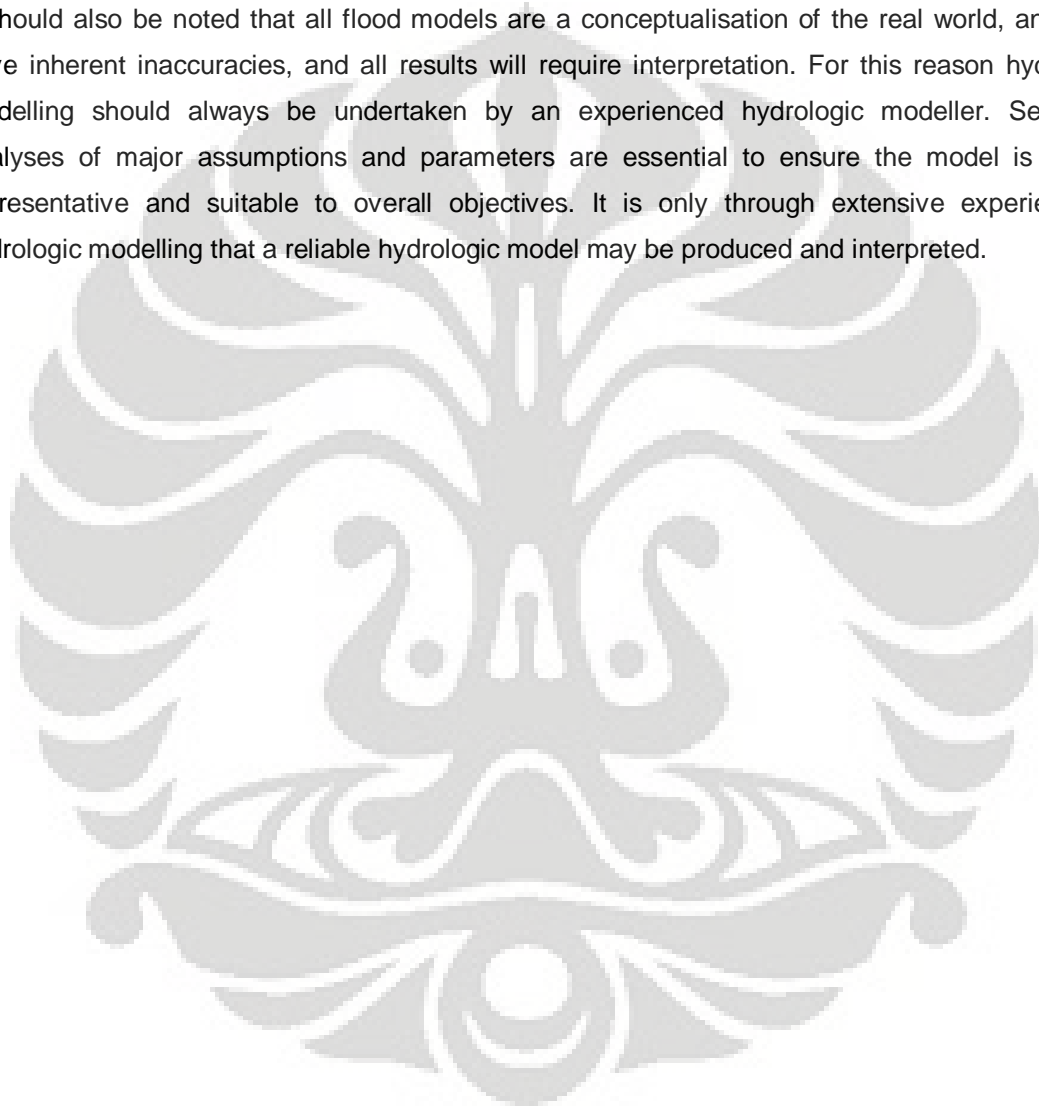 hould also be noted that all flood models are a conceptualisation of the real world, an
ve inherent inaccuracies, and all results will require interpretation. For this reason hyd
delling should always be undertaken by an experienced hydrologic modeller. Se
alyses of major assumptions and parameters are essential to ensure the model is
resentative and suitable to overall objectives. It is only through extensive experie
drologic modelling that a reliable hydrologic model may be produced and interpreted.